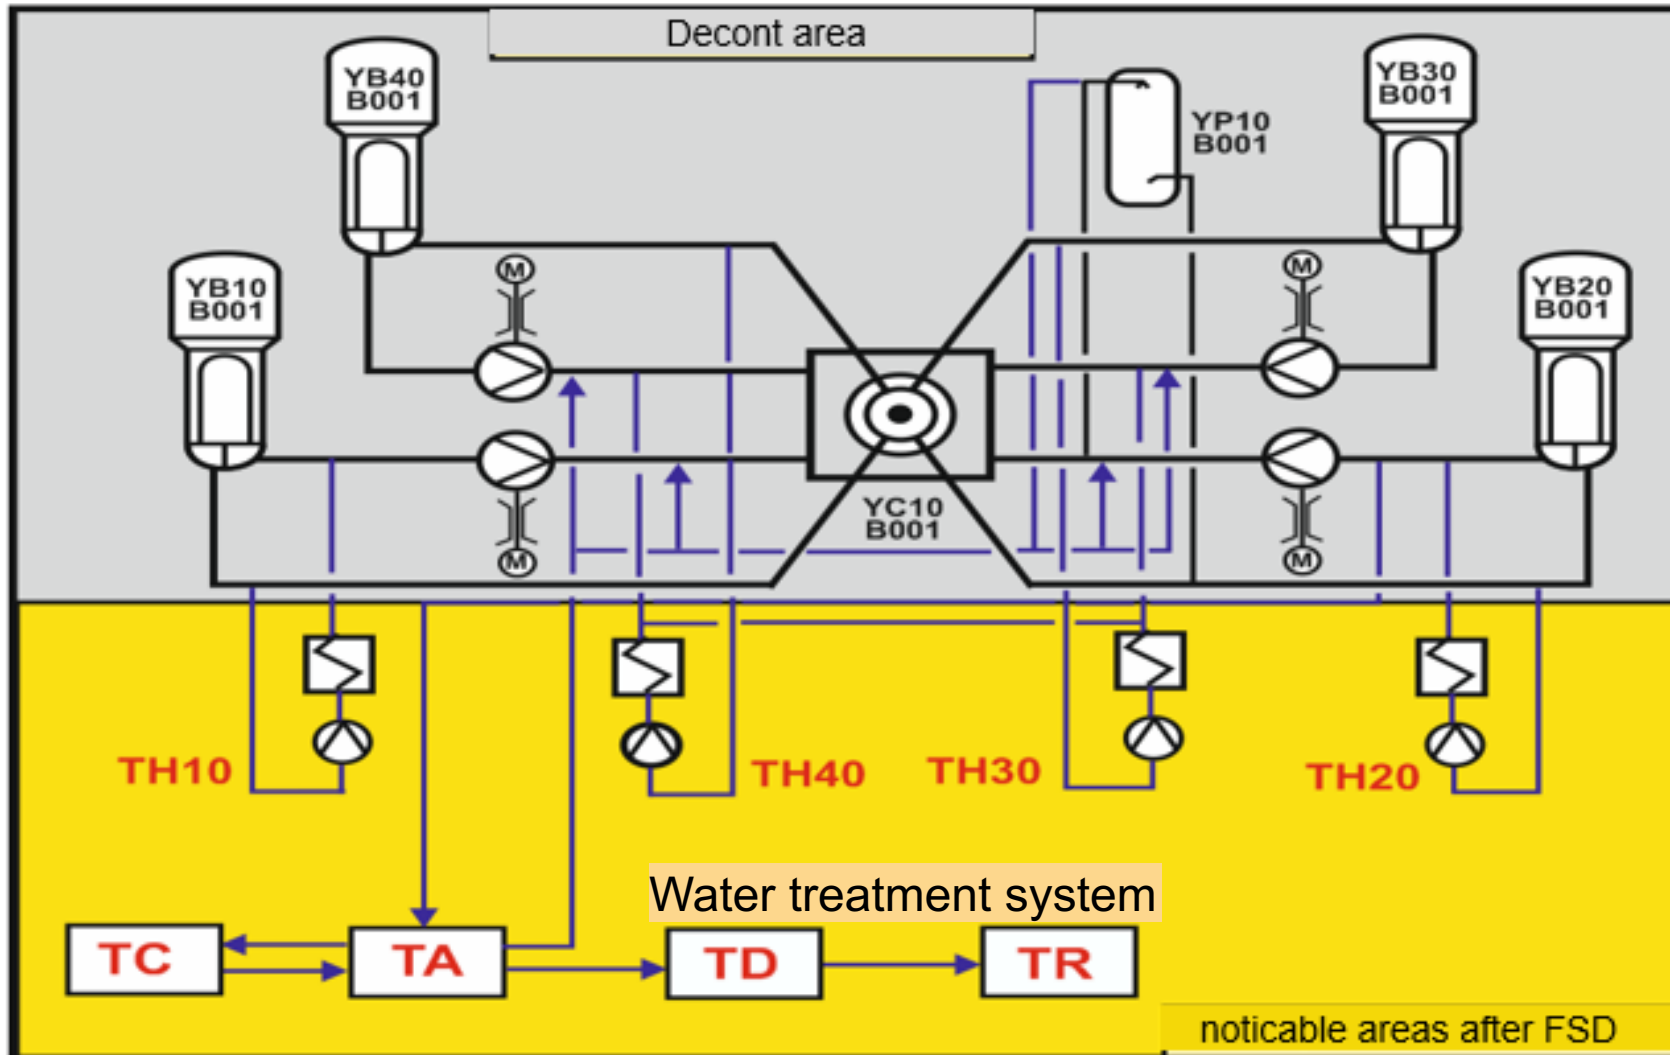 Decont area
YB40
B001
YP10
B001
YB30
B001
M
M
YB10
B001
YB20
B001
YC10
B001
M
M
TH10
TH40
TH30
TH20
Water treatment system
TC
TA
TD
TR
noticable areas after FSD